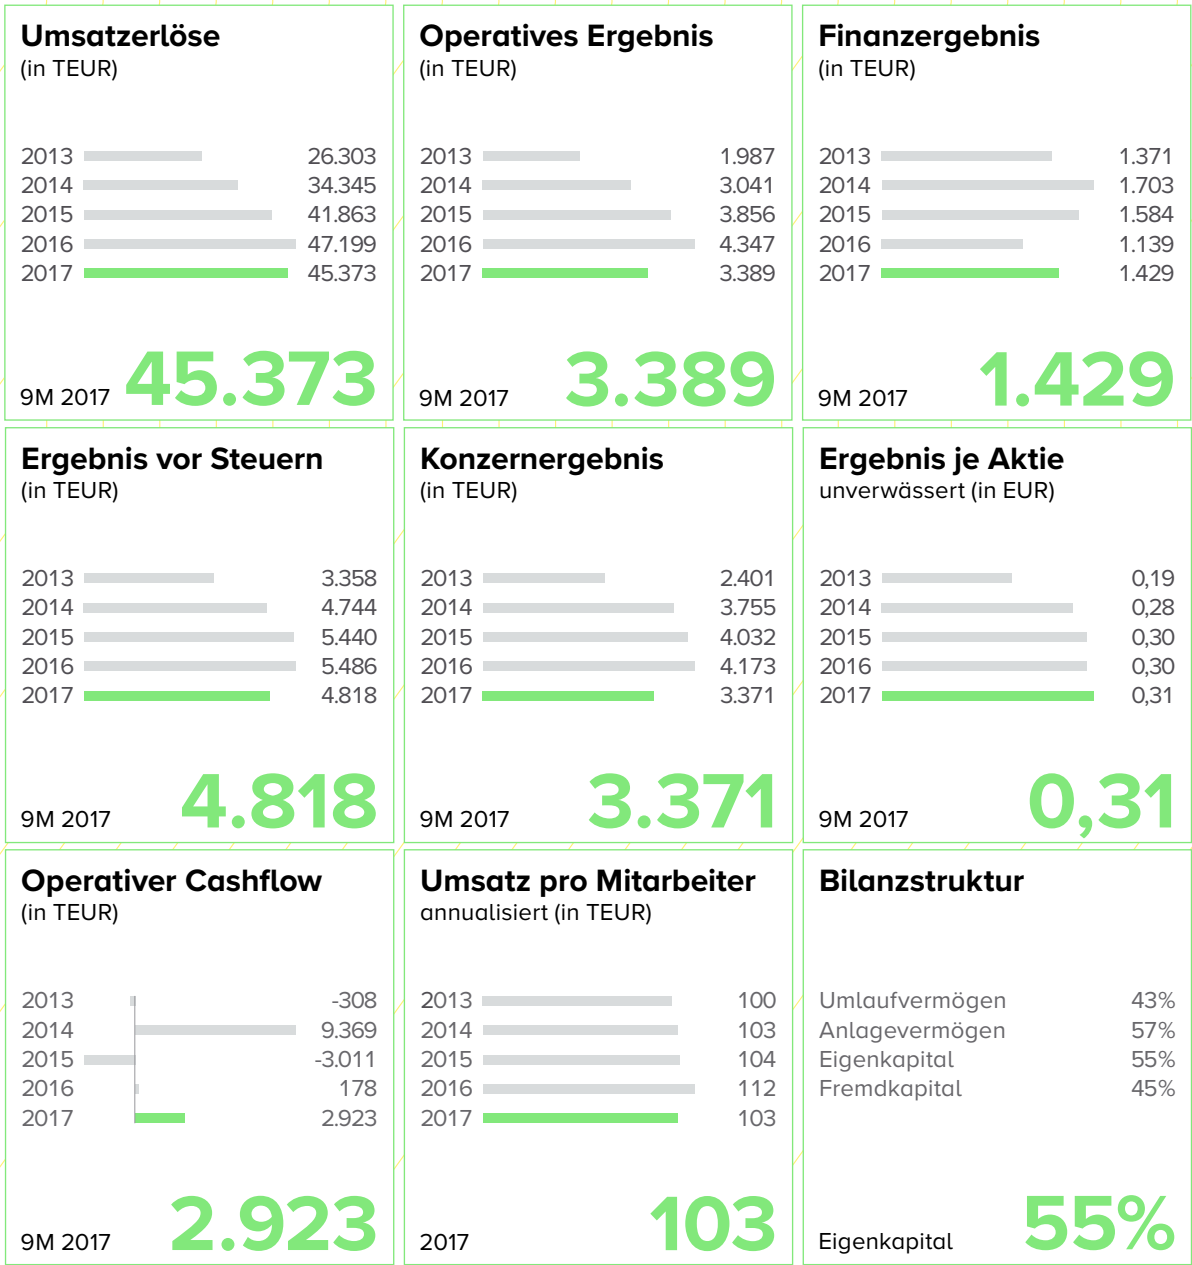 Umsatzerlöse
(in TEUR)
2013 26.303
2014 34.345
2015 41.863
2016 47.199
2017 45.373
9M 2017 45.373
Operatives Ergebnis
(in TEUR)
2013 1.987
2014 3.041
2015 3.856
2016 4.347
2017 3.389
9M 2017 3.389
Finanzergebnis
(in TEUR)
2013 1.371
2014 1.703
2015 1.584
2016 1.139
2017 1.429
9M 2017 1.429
Ergebnis vor Steuern
(in TEUR)
2013 3.358
2014 4.744
2015 5.440
2016 5.486
2017 4.818
9M 2017 4.818
Konzernergebnis
(in TEUR)
2013 2.401
2014 3.755
2015 4.032
2016 4.173
2017 3.371
9M 2017 3.371
Ergebnis je Aktie
unverwässert (in EUR)
2013 0,19
2014 0,28
2015 0,30
2016 0,30
2017 0,31
9M 2017 0,31
Operativer Cashflow
(in TEUR)
2013 -308
2014 9.369
2015 -3.011
2016 178
2017 2.923
9M 2017 2.923
Umsatz pro Mitarbeiter
annualisiert (in TEUR)
2013 100
2014 103
2015 104
2016 112
2017 103
2017 103
Bilanzstruktur
Umlaufvermögen 43%
Anlagevermögen 57%
Eigenkapital 55%
Fremdkapital 45%
Eigenkapital 55%